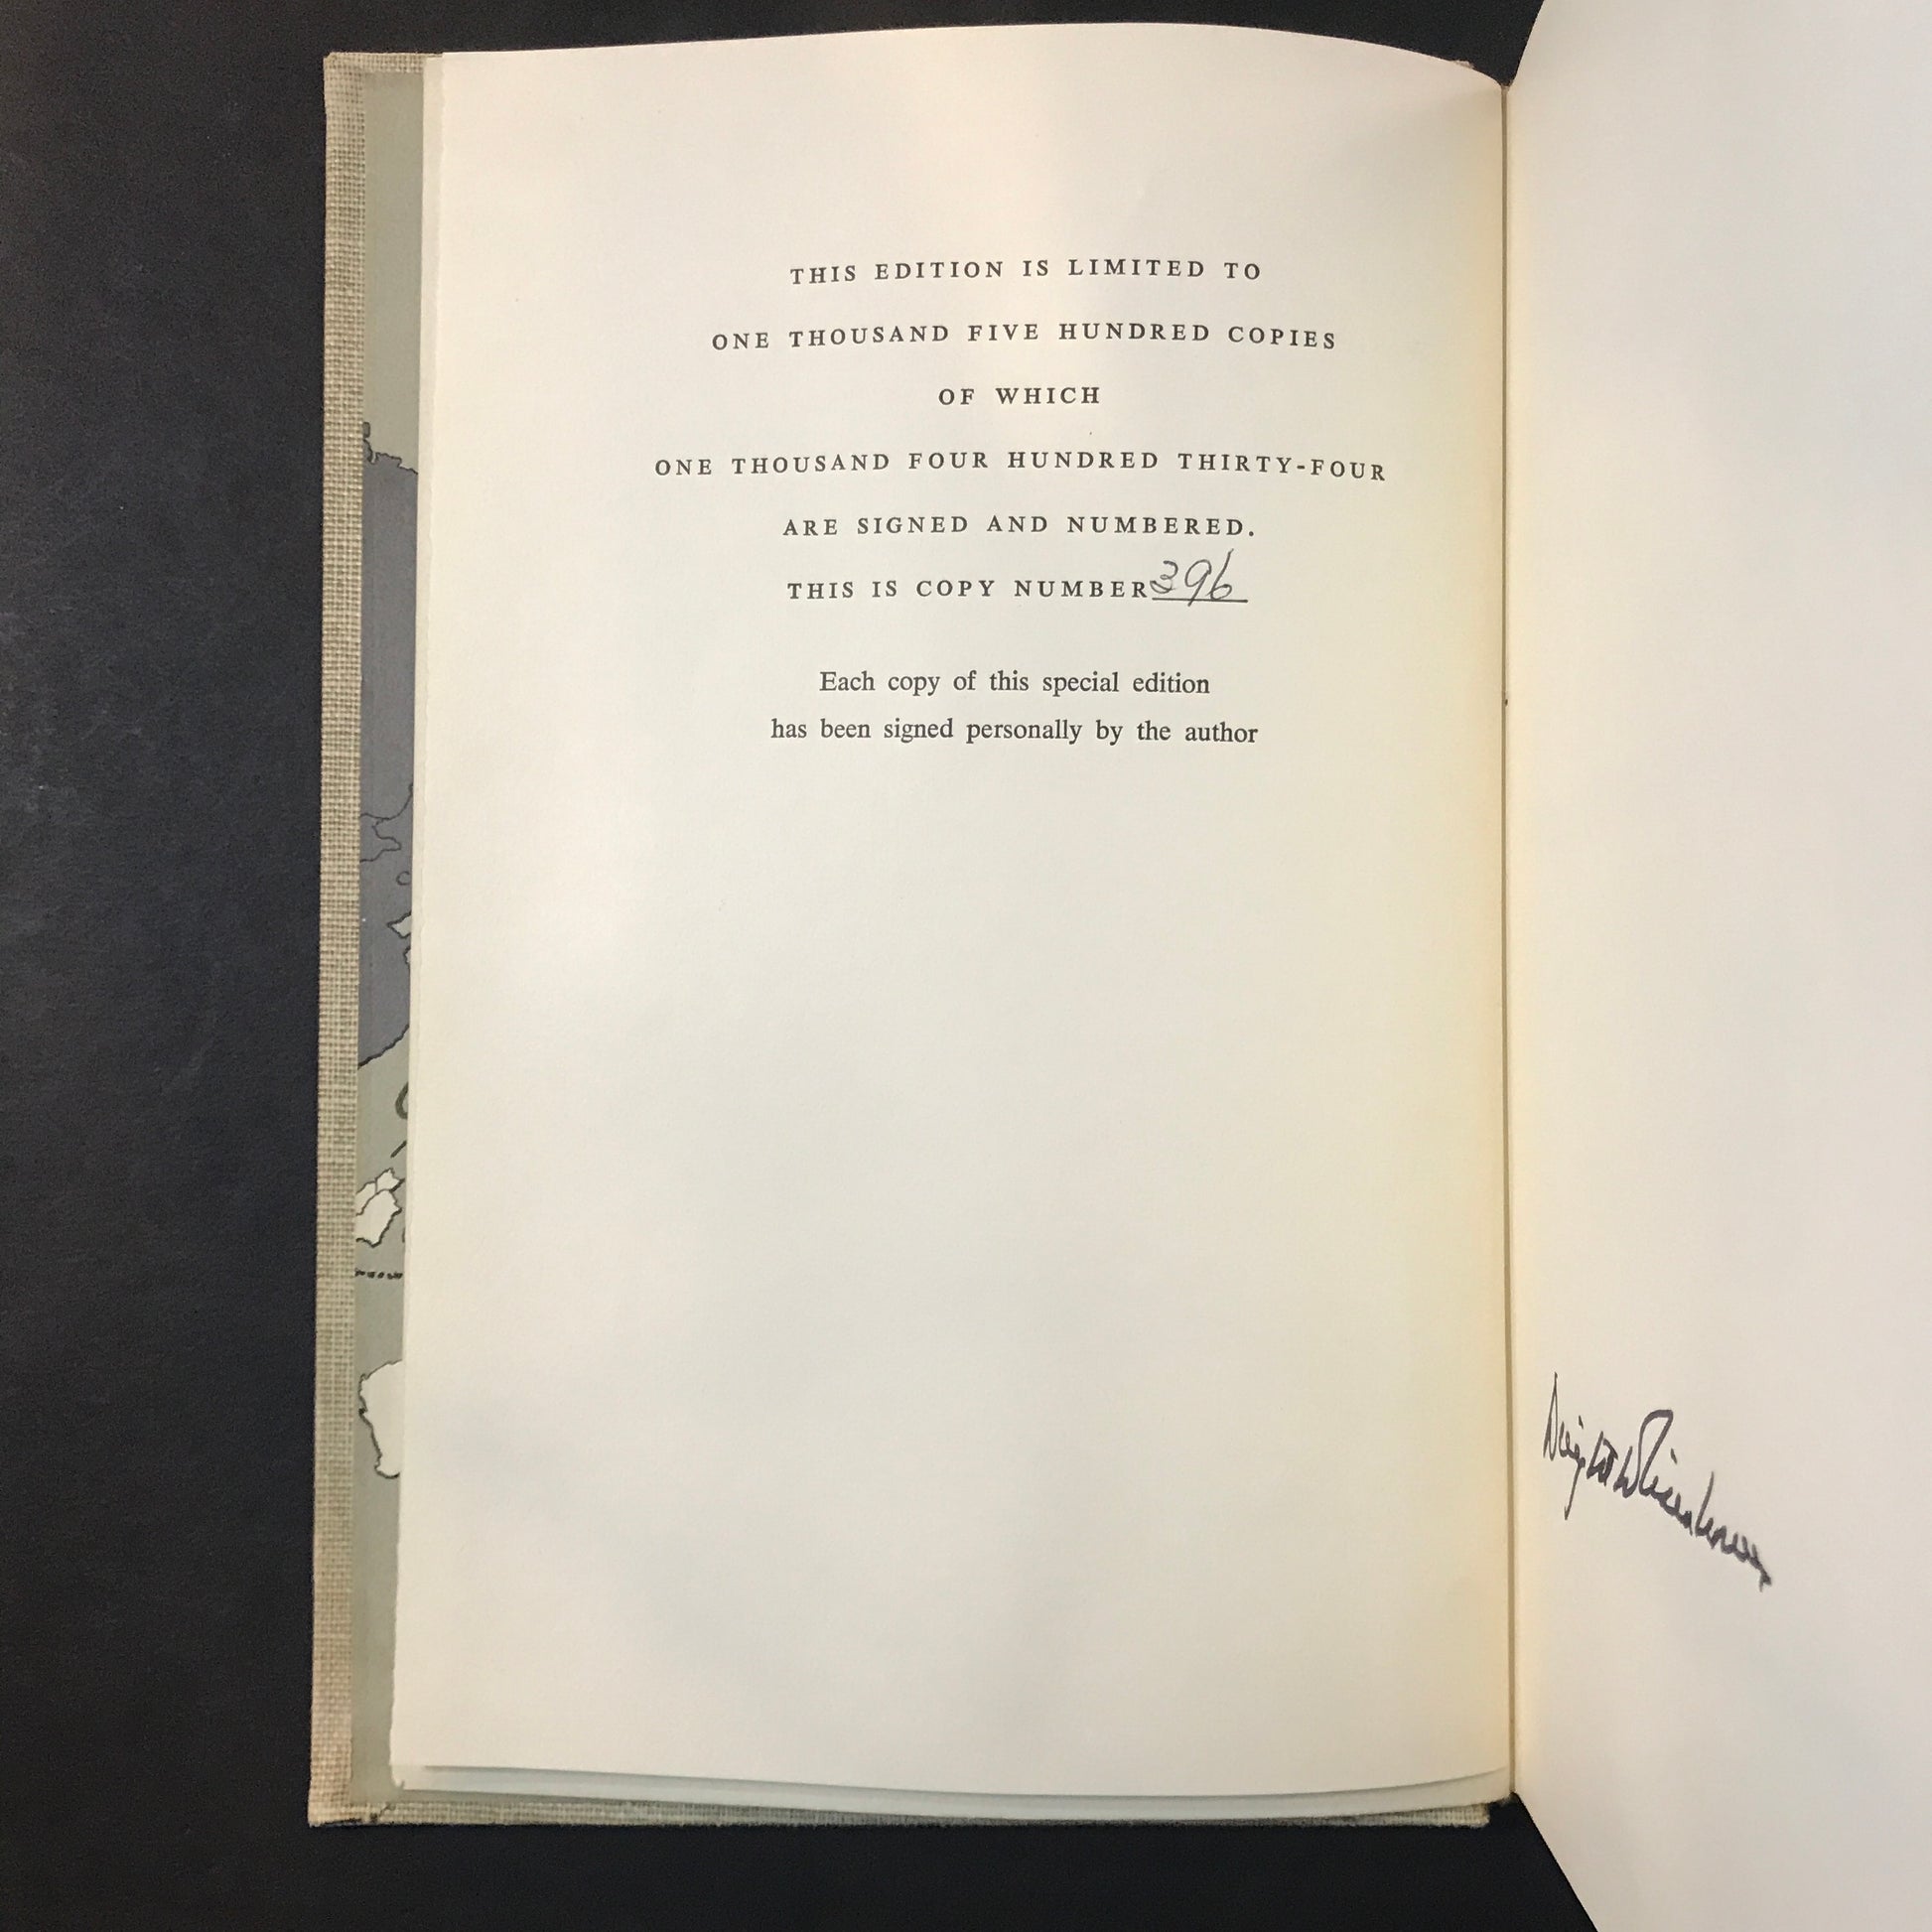 THIS EDITION IS LIMITED TO
ONE THOUSAND FIVE HUNDRED COPIES
OF WHICH
ONE THOUSAND FOUR HUNDRED THIRTY-FOUR
ARE SIGNED AND NUMBERED.
THIS IS COPY NUMBER 396
Each copy of this special edition
has been signed personally by the author
Dwight D Eisenhower